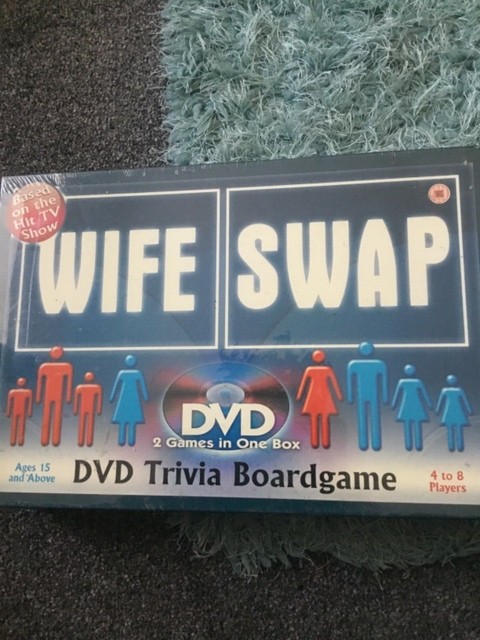 Based
on the
Hit TV
Show
WIFE SWAP
DVD
2 Games in One Box
Ages 15
and Above
DVD Trivia Boardgame
4 to 8
Players